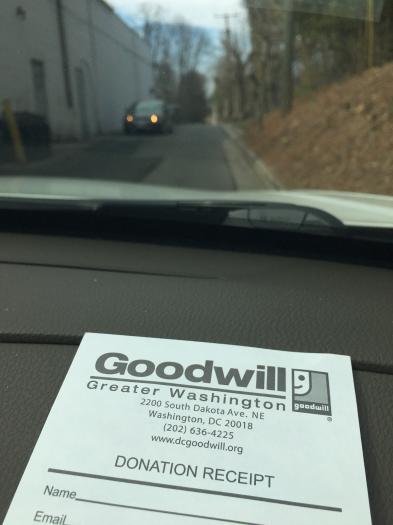 Goodwill
Greater Washington
2200 South Dakota Ave. NE
Washington, DC 20018
(202) 636-4225
www.dcgoodwill.org
goodwill
®
DONATION RECEIPT
Name
Email